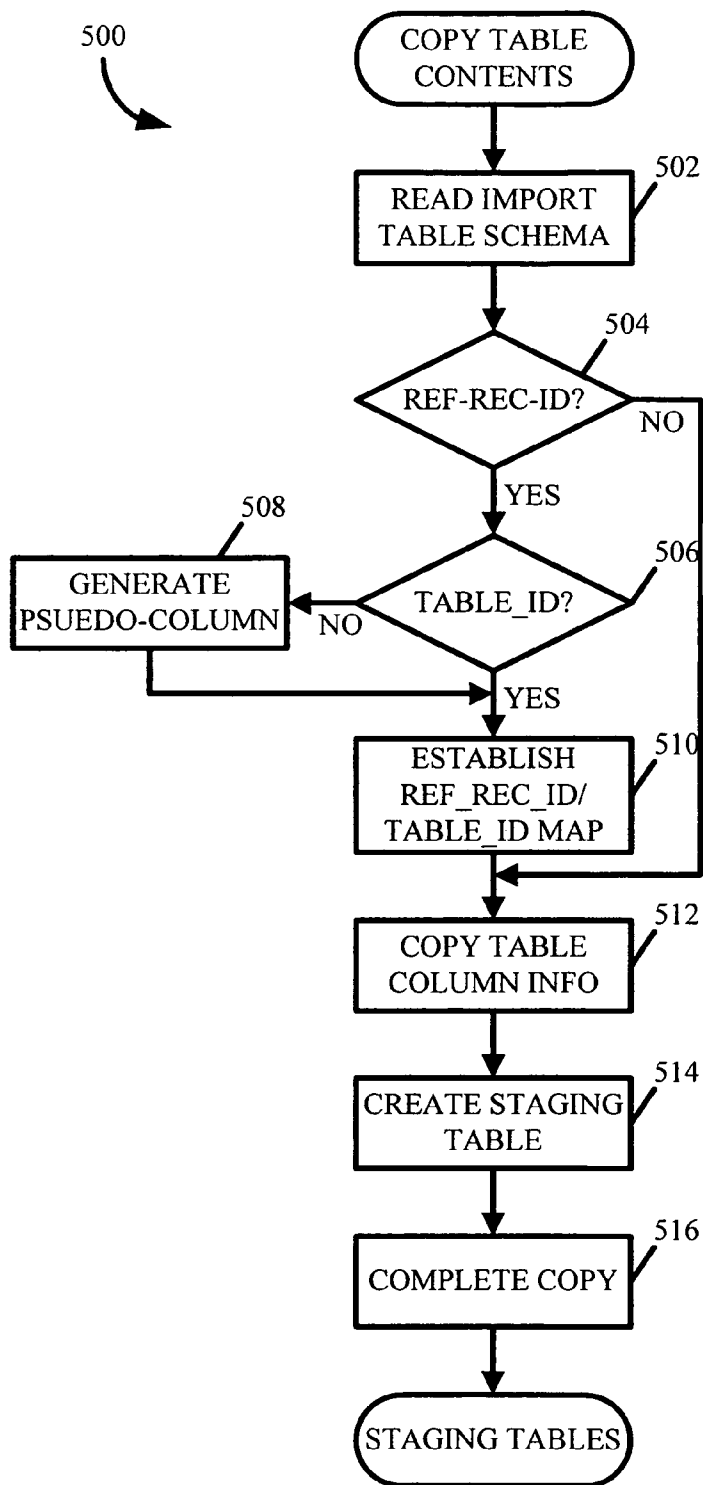 500
COPY TABLE
CONTENTS
502
READ IMPORT
TABLE SCHEMA
504
REF-REC-ID?
NO
YES
508
506
GENERATE
PSUEDO-COLUMN
TABLE_ID?
NO
YES
510
ESTABLISH
REF_REC_ID/
TABLE_ID MAP
512
COPY TABLE
COLUMN INFO
514
CREATE STAGING
TABLE
516
COMPLETE COPY
STAGING TABLES